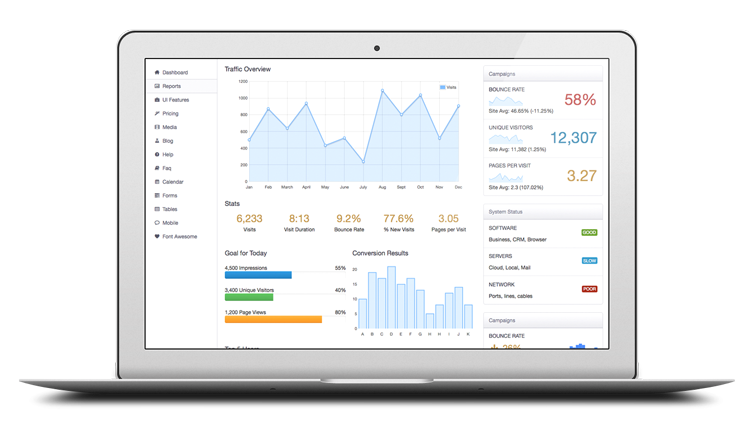 Dashboard
Reports
UI Features
Pricing
Media
Blog
Help
Faq
Calendar
Forms
Tables
Mobile
Font Awesome
Traffic Overview
Visits
1200
1000
800
600
400
200
0
Jan Feb March April May June July Aug Sept Oct Nov Dec
Stats
6,233 8:13 9.2% 77.6% 3.05
Visits Visit Duration Bounce Rate % New Visits Pages per Visit
Goal for Today
4,500 Impressions 55%
3,400 Unique Visitors 40%
1,200 Page Views 80%
Conversion Results
20
15
10
5
0
A B C D E F G H H I J K
Campaigns
BOUNCE RATE
58%
Site Avg: 46.65% (-11.25%)
UNIQUE VISITORS
12,307
Site Avg: 11,382 (1.25%)
PAGES PER VISIT
3.27
Site Avg: 2.3 (107.02%)
System Status
SOFTWARE
GOOD
Business, CRM, Browser
SERVERS
SLOW
Cloud, Local, Mail
NETWORK
POOR
Ports, lines, cables
Campaigns
BOUNCE RATE